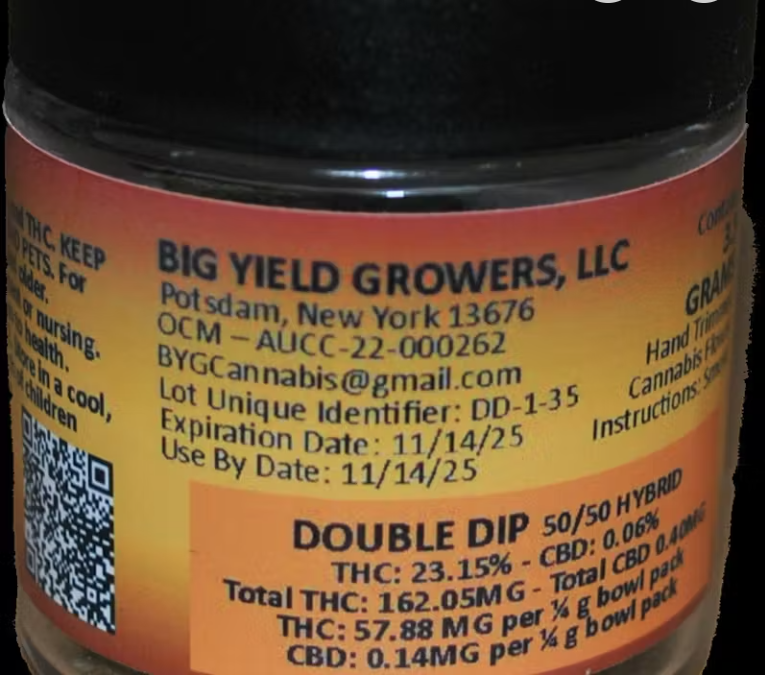 THC. KEEP
PETS. For
older.
or nursing.
health.
in a cool,
children
BIG YIELD GROWERS, LLC
Potsdam, New York 13676
OCM – AUCC-22-000262
BYGCannabis@gmail.com
Lot Unique Identifier: DD-1-35
Expiration Date: 11/14/25
Use By Date: 11/14/25
Hand
Cannabis
Instructions:
DOUBLE DIP 50/50 HYBRID
THC: 23.15% - CBD: 0.06%
Total THC: 162.05MG - Total CBD 0.40MG
THC: 57.88 MG per ¼ g bowl pack
CBD: 0.14MG per ¼ g bowl pack